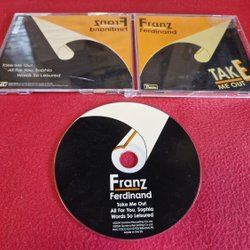 Franz
Ferdinand
Take Me Out
All For You, Sophia
Words So Leisured
Franz
Ferdinand
TAKE
ME OUT
Franz
Ferdinand
Take Me Out
All For You, Sophia
Words So Leisured